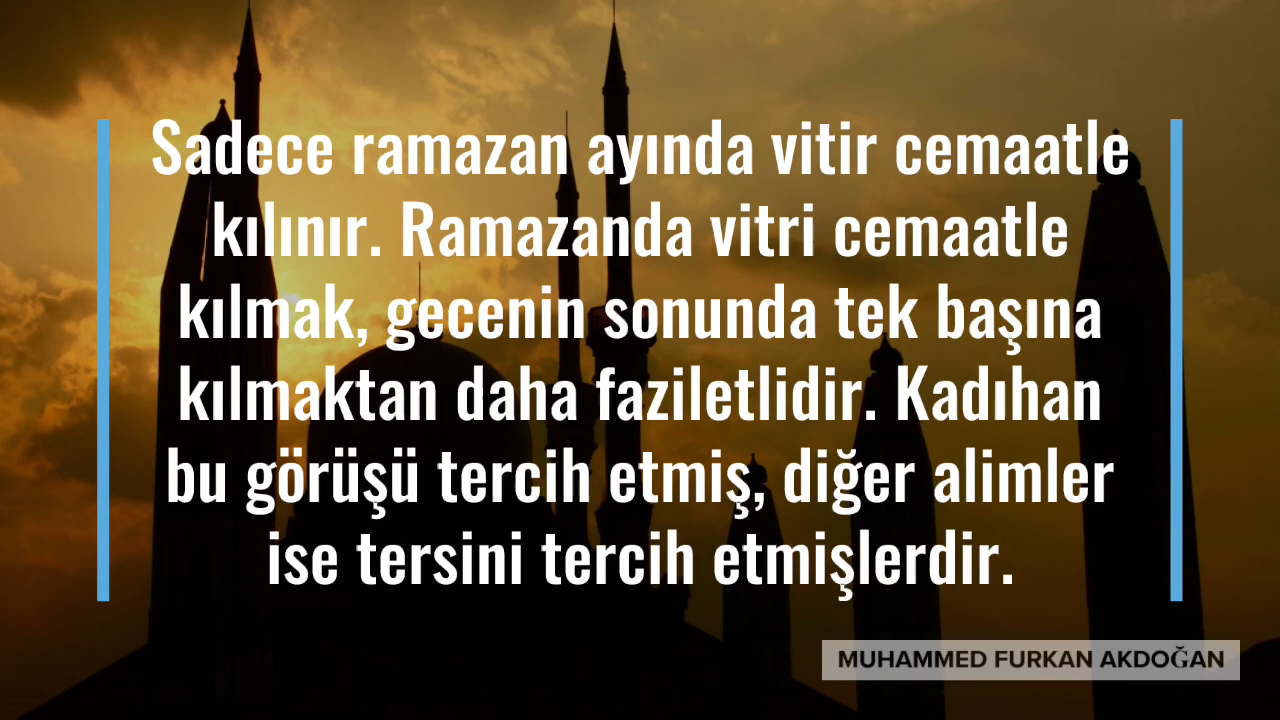 Sadece ramazan ayında vitir cemaatle
kılınır. Ramazanda vitri cemaatle
kılmak, gecenin sonunda tek başına
kılmaktan daha faziletlidir. Kadıhan
bu görüşü tercih etmiş, diğer alimler
ise tersini tercih etmişlerdir.
MUHAMMED FURKAN AKDOĞAN